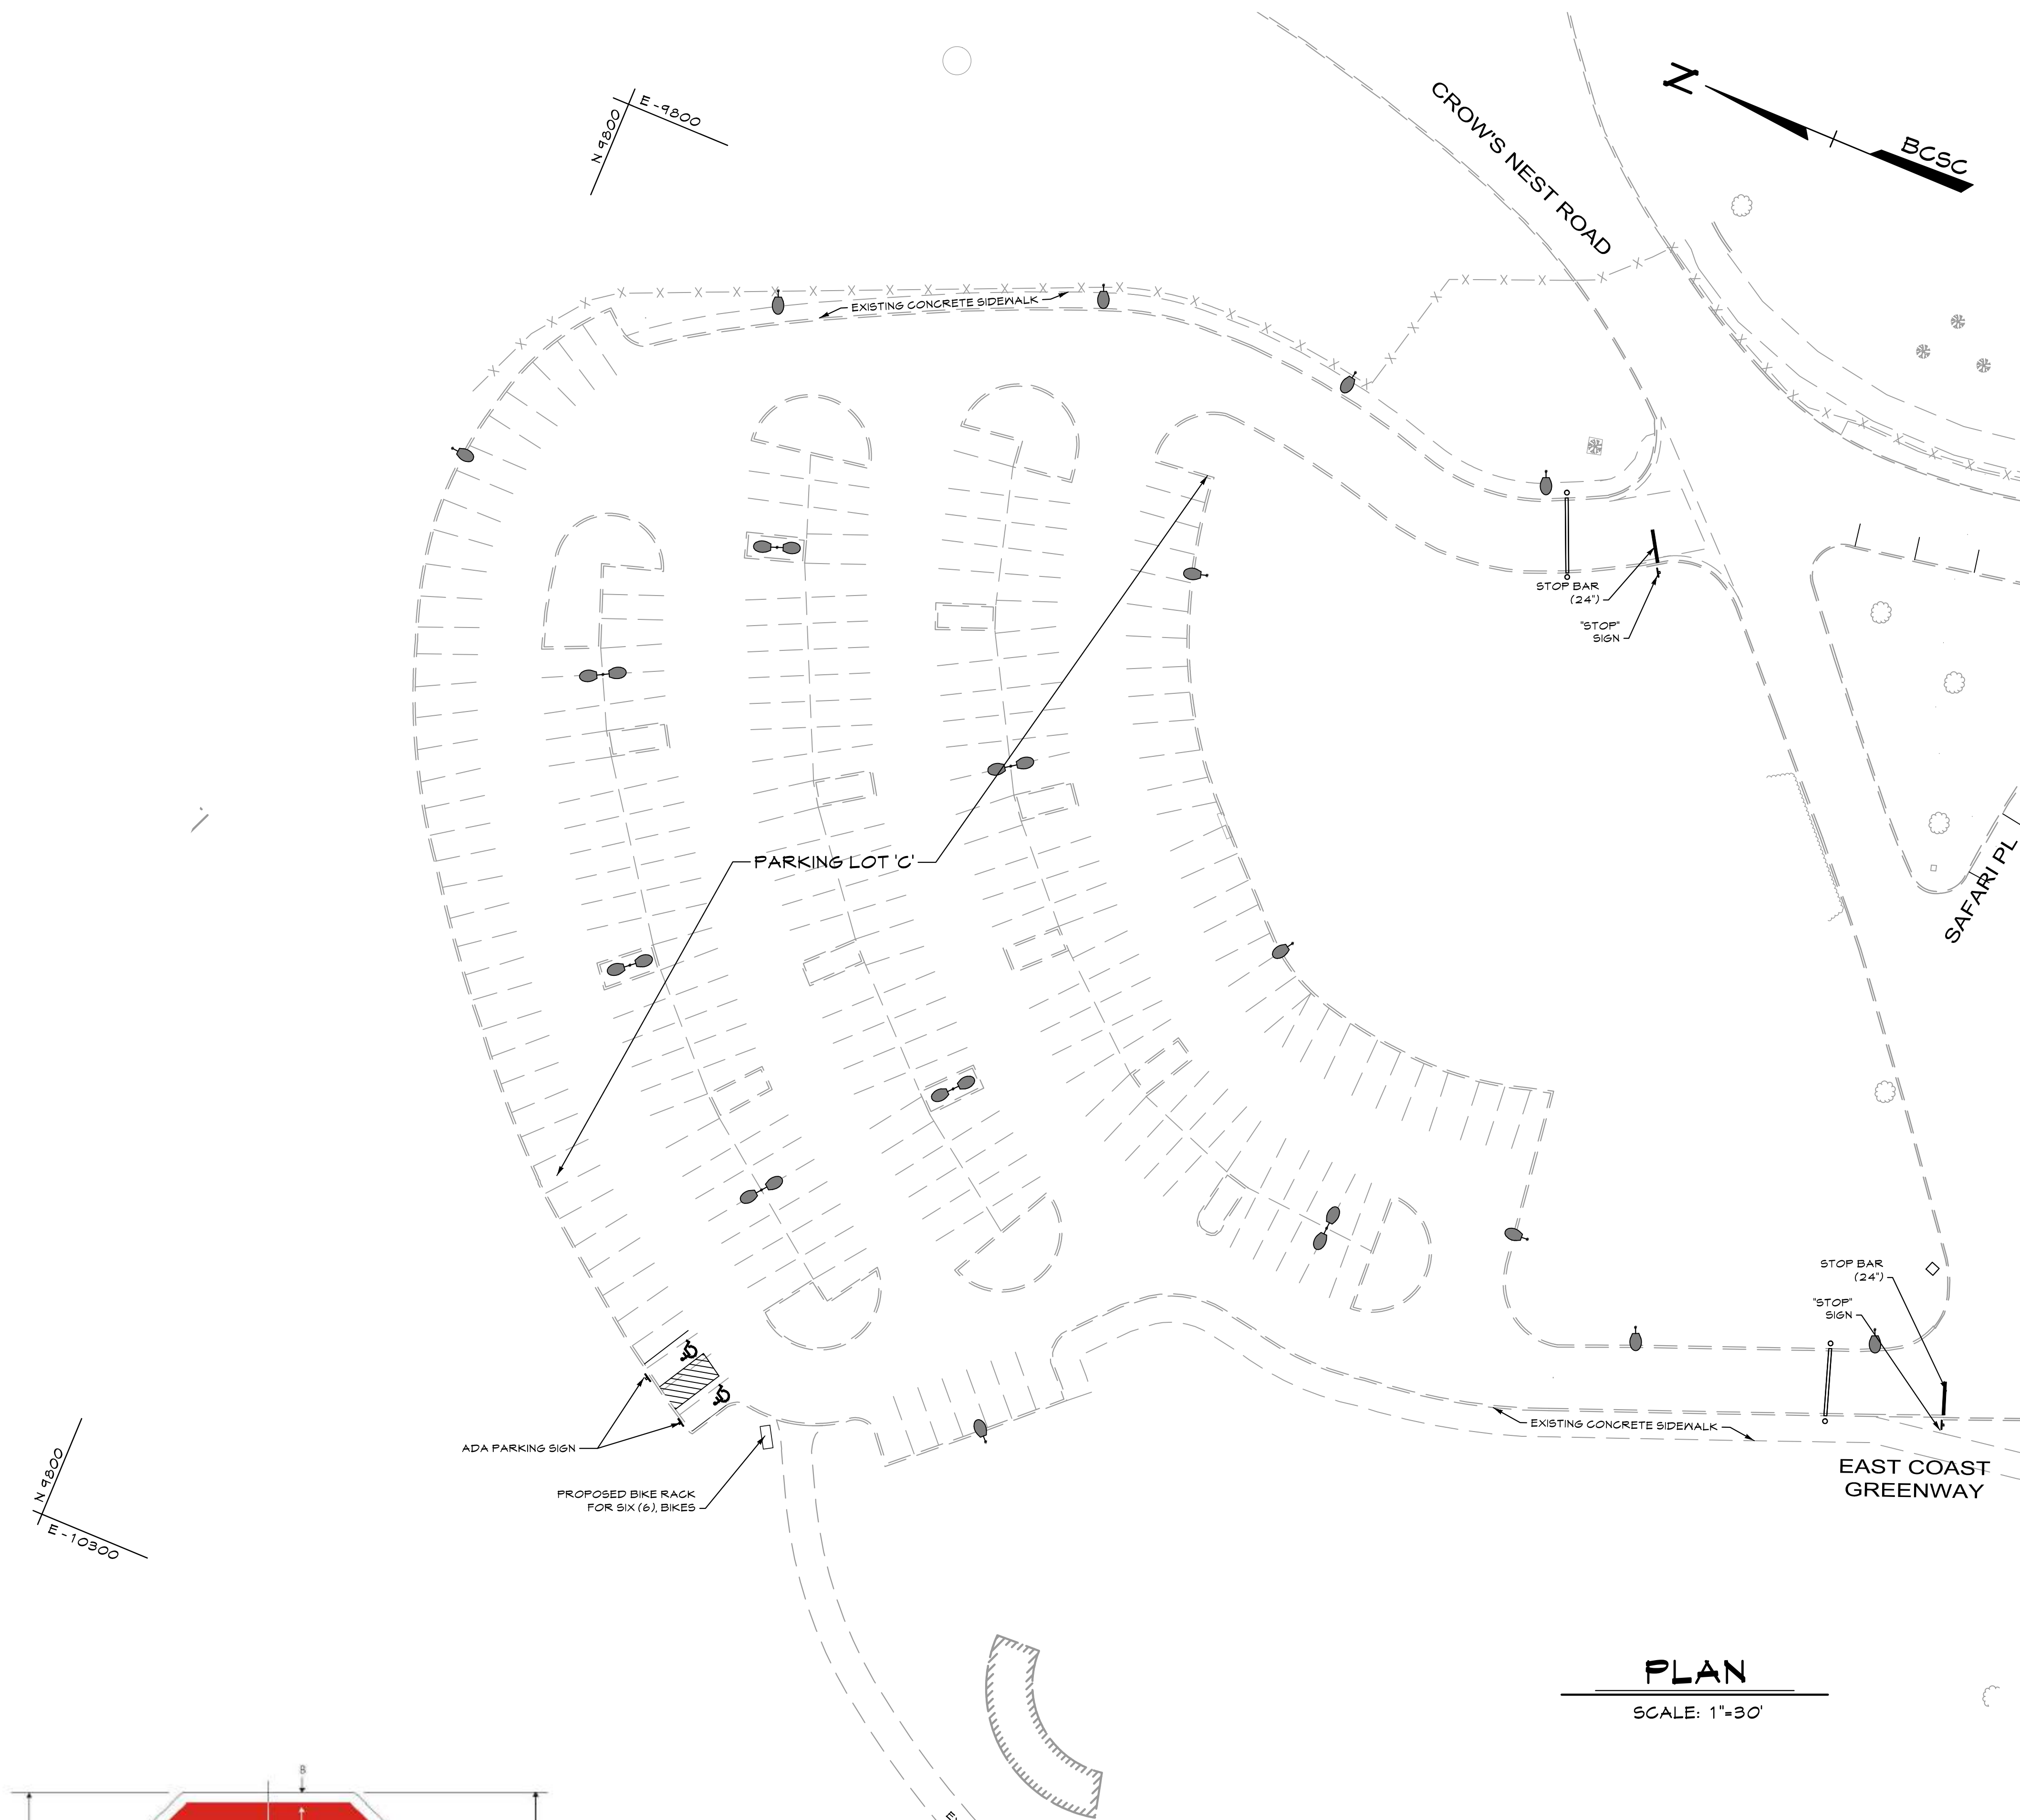 E -9800
N 9800
CROW'S NEST ROAD
N
BCSC
EXISTING CONCRETE SIDEWALK
STOP BAR
(24")
"STOP"
SIGN
PARKING LOT 'C'
SAFARI PL
STOP BAR
(24")
"STOP"
SIGN
EXISTING CONCRETE SIDEWALK
EAST COAST
GREENWAY
ADA PARKING SIGN
PROPOSED BIKE RACK
FOR SIX (6), BIKES
N 9800
E -10300
PLAN
SCALE: 1"=30'
B